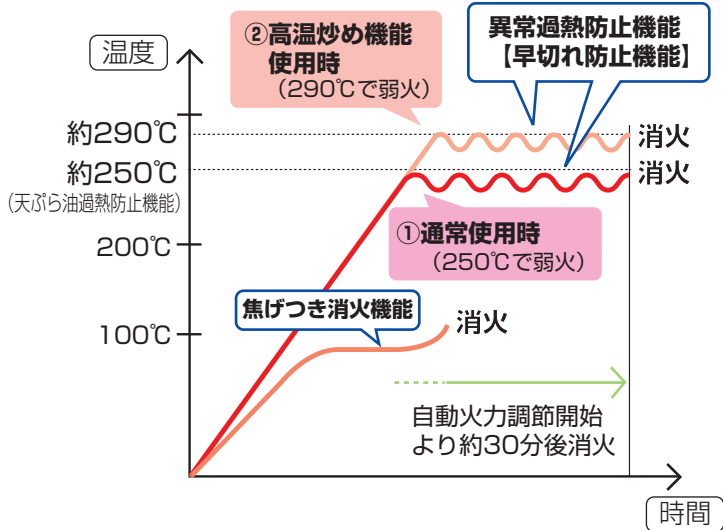 温度
②高温炒め機能
使用時
(290℃で弱火)
異常過熱防止機能
【早切れ防止機能】
約290℃
消火
約250℃
消火
(天ぷら油過熱防止機能)
①通常使用時
(250℃で弱火)
200℃
焦げつき消火機能
消火
100℃
自動火力調節開始
より約30分後消火
時間